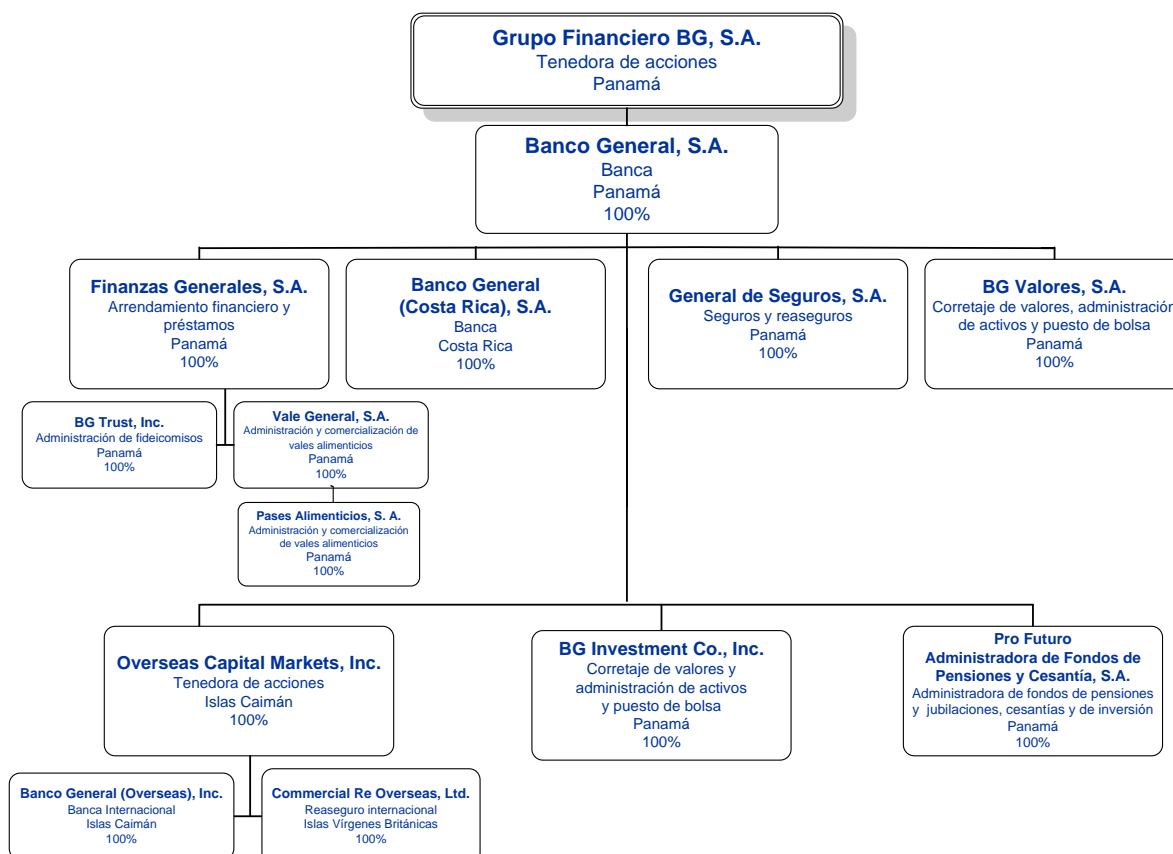 Grupo Financiero BG, S.A.
Tenedora de acciones
Panamá
Banco General, S.A.
Banca
Panamá
100%
Finanzas Generales, S.A.
Arrendamiento financiero y
préstamos
Panamá
100%
Banco General
(Costa Rica), S.A.
Banca
Costa Rica
100%
General de Seguros, S.A.
Seguros y reaseguros
Panamá
100%
BG Valores, S.A.
Corretaje de valores, administración
de activos y puesto de bolsa
Panamá
100%
BG Trust, Inc.
Administración de fideicomisos
Panamá
100%
Vale General, S.A.
Administración y comercialización de
vales alimenticios
Panamá
100%
Pases Alimenticios, S. A.
Administración y comercialización
de vales alimenticios
Panamá
100%
Overseas Capital Markets, Inc.
Tenedora de acciones
Islas Caimán
100%
BG Investment Co., Inc.
Corretaje de valores y
administración de activos
y puesto de bolsa
Panamá
100%
Pro Futuro
Administradora de Fondos de
Pensiones y Cesantía, S.A.
Administradora de fondos de pensiones
y jubilaciones, cesantías y de inversión
Panamá
100%
Banco General (Overseas), Inc.
Banca Internacional
Islas Caimán
100%
Commercial Re Overseas, Ltd.
Reaseguro internacional
Islas Vírgenes Británicas
100%